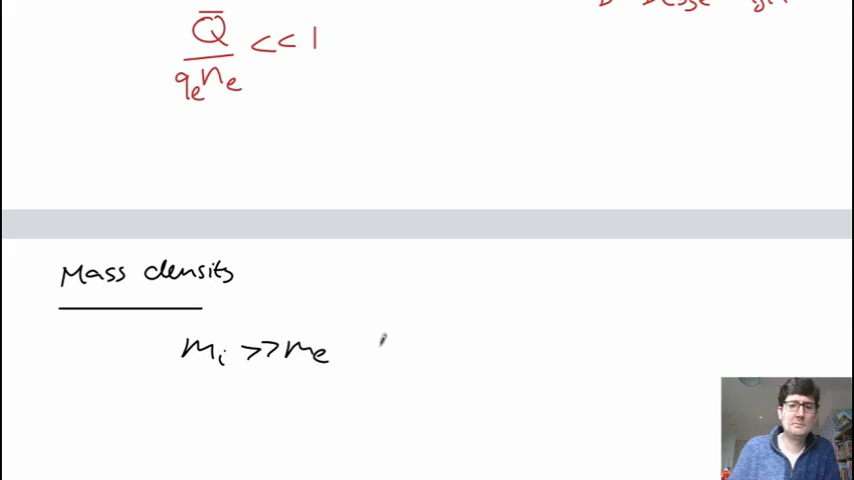 Q̄
q_e n_e
<< 1
Mass density
m_i >> m_e